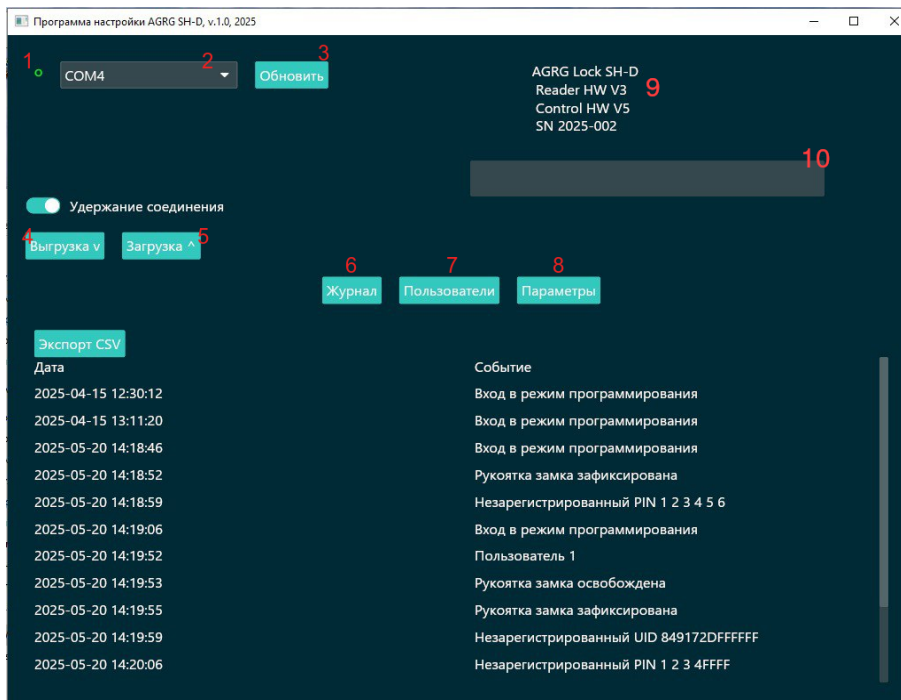 Программа настройки AGRG SH-D, v.1.0, 2025
1
COM4
2
3
Обновить
AGRG Lock SH-D
Reader HW V3
Control HW V5
SN 2025-002
9
10
Удержание соединения
4
Выгрузка v
5
Загрузка ^
6
Журнал
7
Пользователи
8
Параметры
Экспорт CSV
Дата Событие
2025-04-15 12:30:12 Вход в режим программирования
2025-04-15 13:11:20 Вход в режим программирования
2025-05-20 14:18:46 Вход в режим программирования
2025-05-20 14:18:52 Рукоятка замка зафиксирована
2025-05-20 14:18:59 Незарегистрированный PIN 1 2 3 4 5 6
2025-05-20 14:19:06 Вход в режим программирования
2025-05-20 14:19:52 Пользователь 1
2025-05-20 14:19:53 Рукоятка замка освобождена
2025-05-20 14:19:55 Рукоятка замка зафиксирована
2025-05-20 14:19:59 Незарегистрированный UID 849172DFFFFFF
2025-05-20 14:20:06 Незарегистрированный PIN 1 2 3 4FFFF